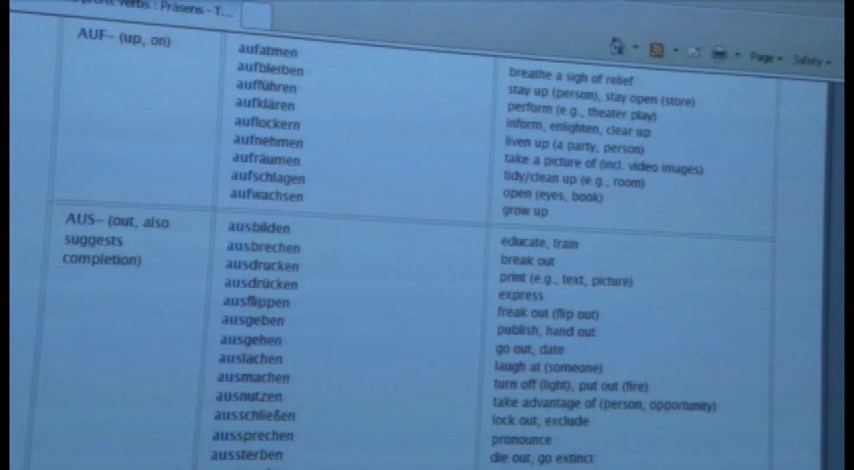 verbs : Präsens - T...
Page Safety
AUF– (up, on)
aufatmen breathe a sigh of relief
aufbleiben stay up (person), stay open (store)
aufführen perform (e.g., theater play)
aufklären inform, enlighten, clear up
auflockern liven up (a party, person)
aufnehmen take a picture of (incl. video images)
aufräumen tidy/clean up (e.g., room)
aufschlagen open (eyes, book)
aufwachsen grow up
AUS– (out, also
suggests
completion)
ausbilden educate, train
ausbrechen break out
ausdrucken print (e.g., text, picture)
ausdrücken express
ausflippen freak out (flip out)
ausgeben publish, hand out
ausgehen go out, date
auslachen laugh at (someone)
ausmachen turn off (light), put out (fire)
ausnutzen take advantage of (person, opportunity)
ausschließen lock out, exclude
aussprechen pronounce
aussterben die out, go extinct